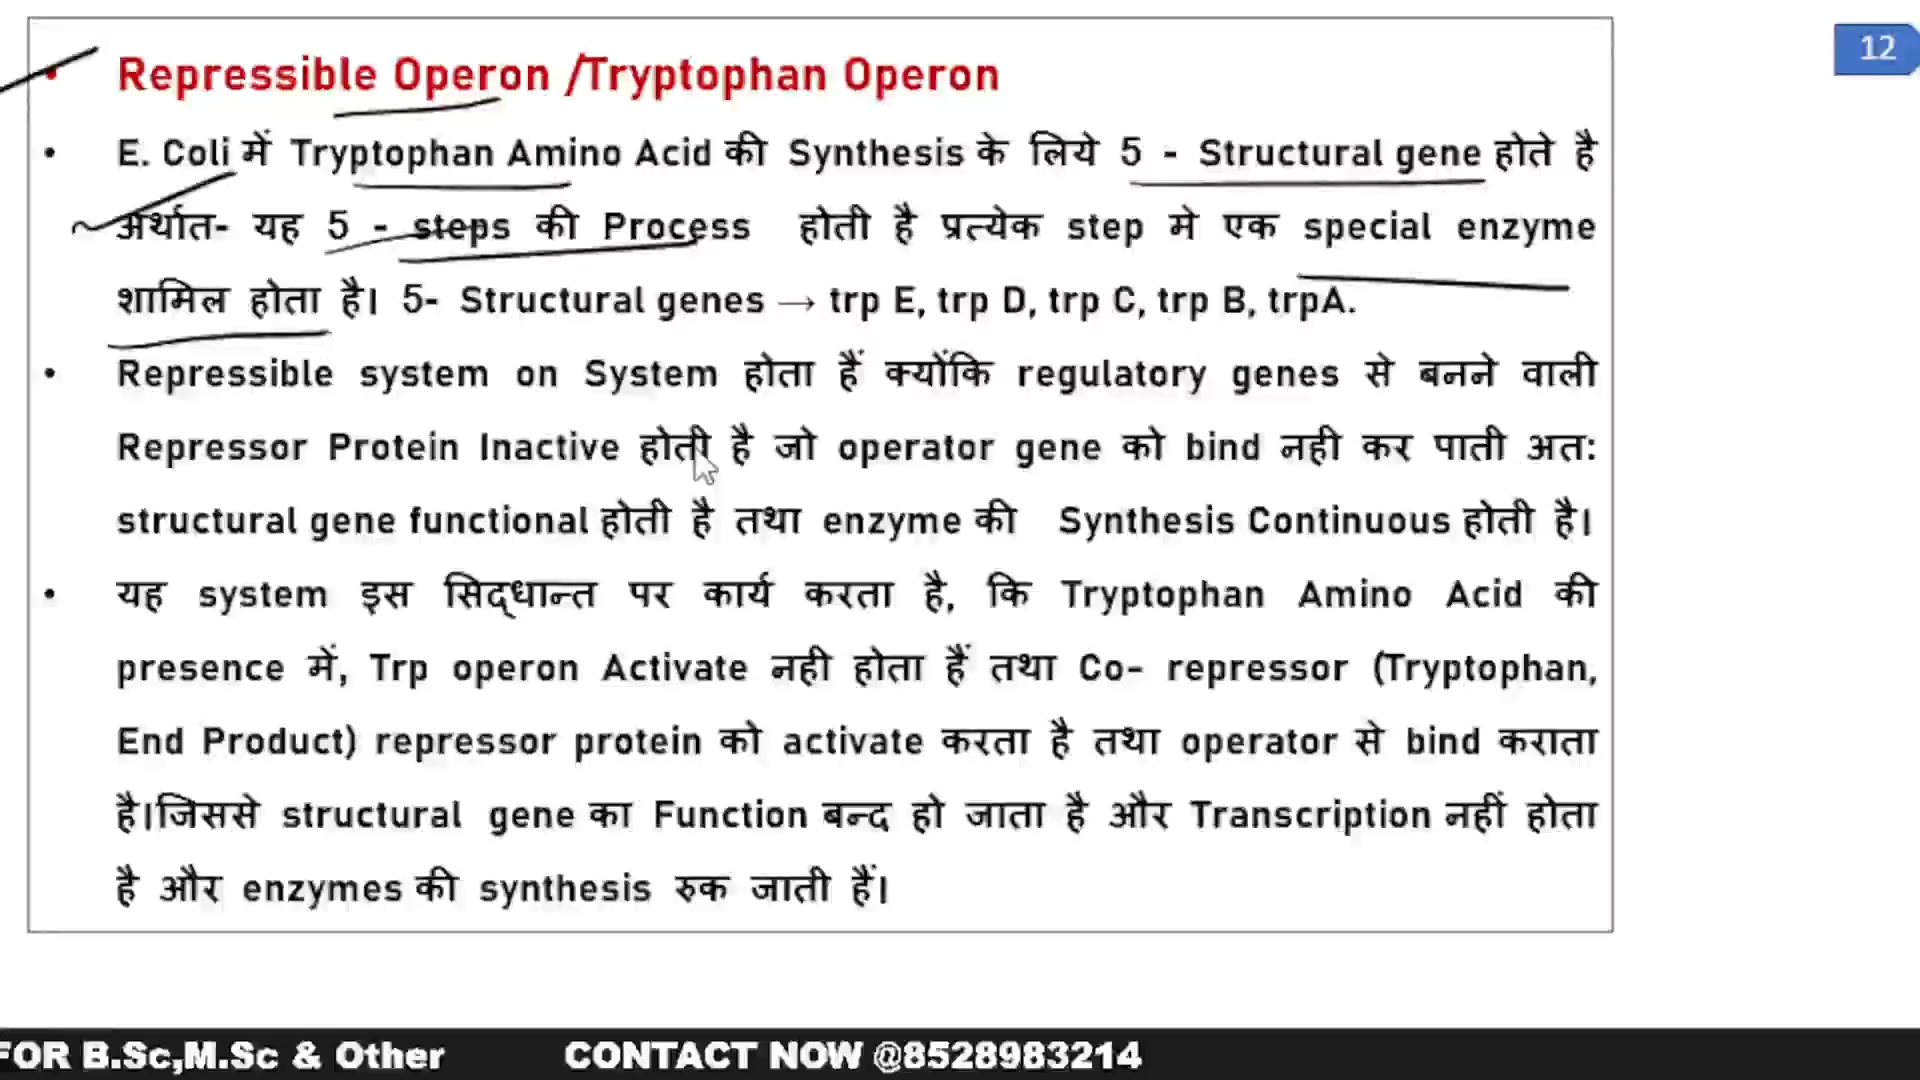 12
Repressible Operon /Tryptophan Operon
E. Coli में Tryptophan Amino Acid की Synthesis के लिये 5 - Structural gene होते है
अर्थात- यह 5 - steps की Process होती है प्रत्येक step मे एक special enzyme
शामिल होता है। 5- Structural genes → trp E, trp D, trp C, trp B, trpA.
Repressible system on System होता हैं क्योंकि regulatory genes से बनने वाली
Repressor Protein Inactive होती है जो operator gene को bind नही कर पाती अत:
structural gene functional होती है तथा enzyme की Synthesis Continuous होती है।
यह system इस सिद्धान्त पर कार्य करता है, कि Tryptophan Amino Acid की
presence में, Trp operon Activate नही होता हैं तथा Co- repressor (Tryptophan,
End Product) repressor protein को activate करता है तथा operator से bind कराता
है।जिससे structural gene का Function बन्द हो जाता है और Transcription नहीं होता
है और enzymes की synthesis रुक जाती हैं।
FOR B.Sc,M.Sc & Other CONTACT NOW @8528983214